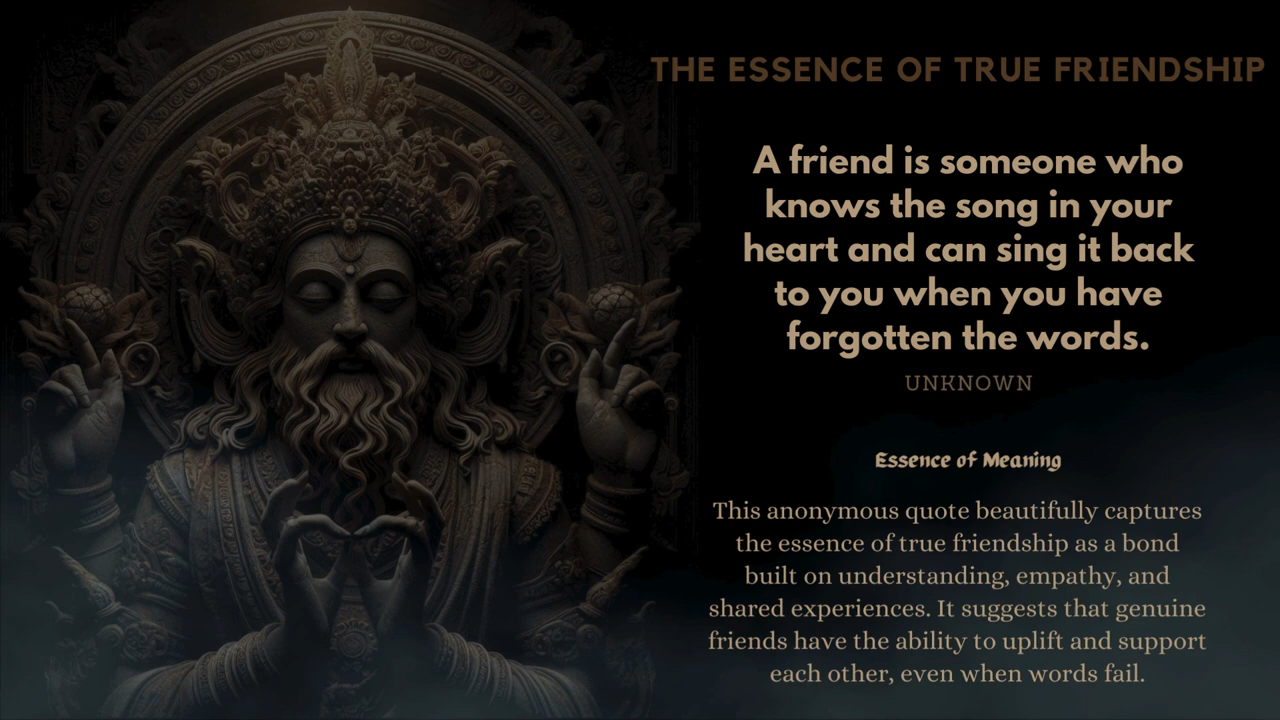 THE ESSENCE OF TRUE FRIENDSHIP
A friend is someone who
knows the song in your
heart and can sing it back
to you when you have
forgotten the words.
UNKNOWN
Essence of Meaning
This anonymous quote beautifully captures
the essence of true friendship as a bond
built on understanding, empathy, and
shared experiences. It suggests that genuine
friends have the ability to uplift and support
each other, even when words fail.